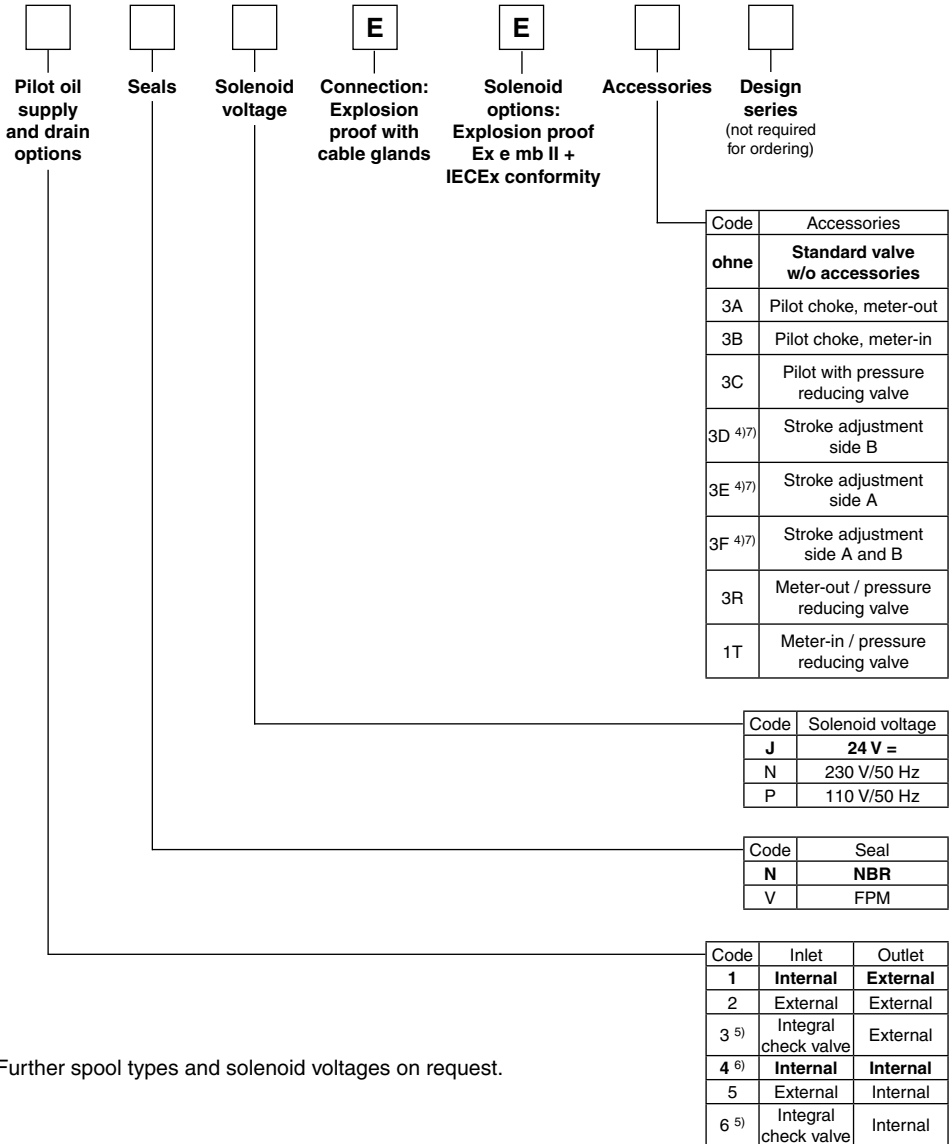 E E
Pilot oil supply and drain options
Seals
Solenoid voltage
Connection: Explosion proof with cable glands
Solenoid options: Explosion proof Ex e mb II + IECEx conformity
Accessories
Design series (not required for ordering)
Code Accessories
ohne Standard valve w/o accessories
3A Pilot choke, meter-out
3B Pilot choke, meter-in
3C Pilot with pressure reducing valve
3D 4)7) Stroke adjustment side B
3E 4)7) Stroke adjustment side A
3F 4)7) Stroke adjustment side A and B
3R Meter-out / pressure reducing valve
1T Meter-in / pressure reducing valve
Code Solenoid voltage
J 24 V =
N 230 V/50 Hz
P 110 V/50 Hz
Code Seal
N NBR
V FPM
Code Inlet Outlet
1 Internal External
2 External External
3 5) Integral check valve External
4 6) Internal Internal
5 External Internal
6 5) Integral check valve Internal
Further spool types and solenoid voltages on request.